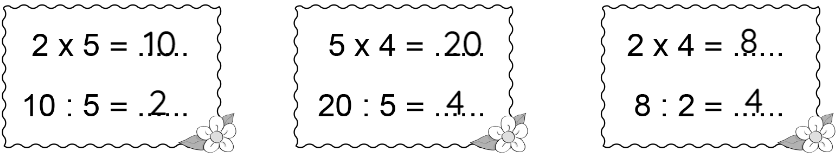 2 x 5 = 10
10 : 5 = 2
5 x 4 = 20
20 : 5 = 4
2 x 4 = 8
8 : 2 = 4